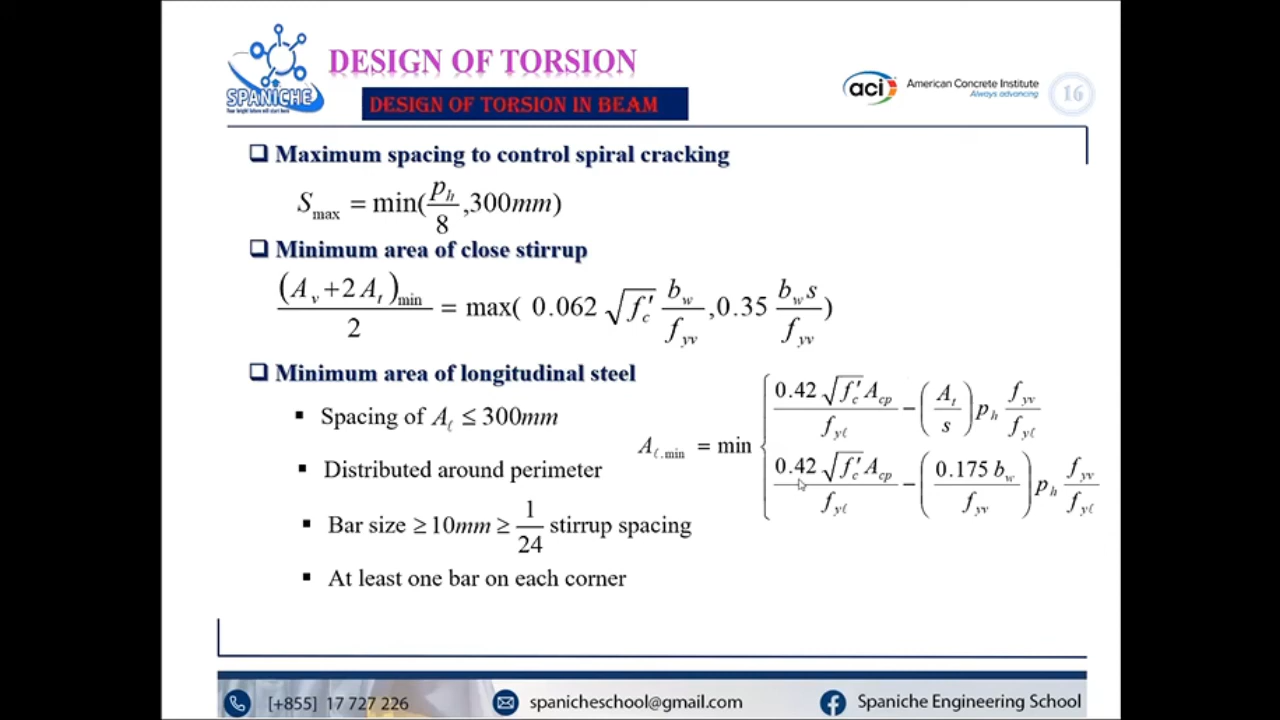 DESIGN OF TORSION
SPANICHE
DESIGN OF TORSION IN BEAM
aci American Concrete Institute
Always advancing
16
❑ Maximum spacing to control spiral cracking
S_max = min(p_h/8, 300mm)
❑ Minimum area of close stirrup
(A_v + 2A_t)_min / 2 = max( 0.062 √f'_c b_w/f_yv, 0.35 b_w s/f_yv )
❑ Minimum area of longitudinal steel
▪ Spacing of A_ℓ ≤ 300mm
A_ℓ.min = min { 0.42 √f'_c A_cp / f_yℓ − (A_t/s) p_h f_yv/f_yℓ
0.42 √f'_c A_cp / f_yℓ − (0.175 b_w / f_yv) p_h f_yv/f_yℓ
▪ Distributed around perimeter
▪ Bar size ≥ 10mm ≥ 1/24 stirrup spacing
▪ At least one bar on each corner
[+855] 17 727 226
spanicheschool@gmail.com
Spaniche Engineering School